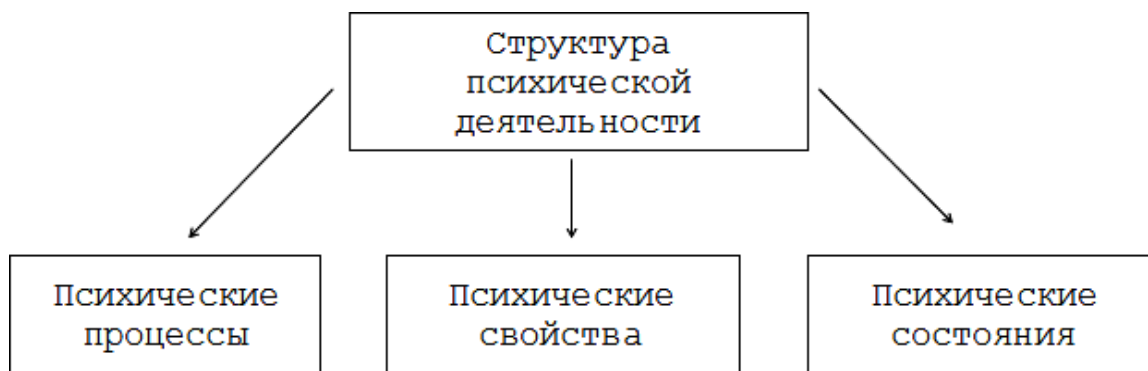 Структура
психической
деятельности
Психические
процессы
Психические
свойства
Психические
состояния